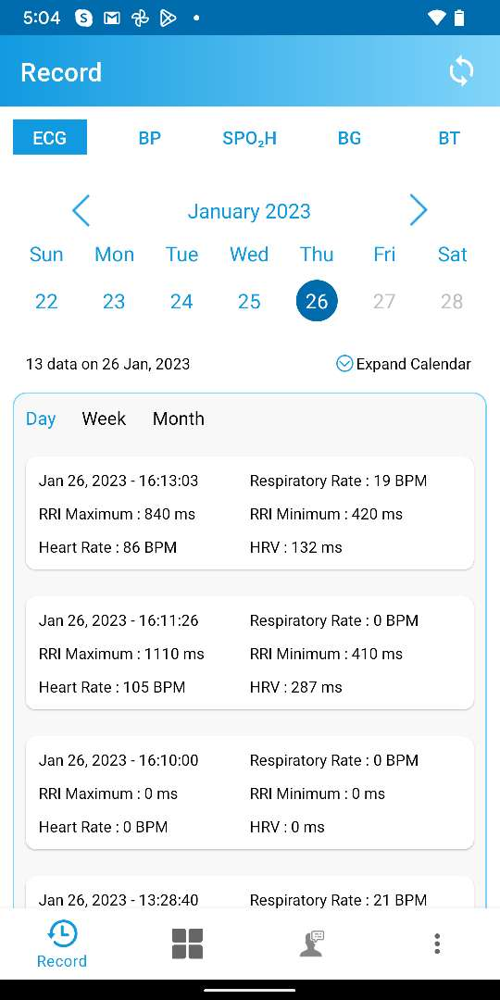 5:04
Record
ECG BP SPO₂H BG BT
January 2023
Sun Mon Tue Wed Thu Fri Sat
22 23 24 25 26 27 28
13 data on 26 Jan, 2023 Expand Calendar
Day Week Month
Jan 26, 2023 - 16:13:03 Respiratory Rate : 19 BPM
RRI Maximum : 840 ms RRI Minimum : 420 ms
Heart Rate : 86 BPM HRV : 132 ms
Jan 26, 2023 - 16:11:26 Respiratory Rate : 0 BPM
RRI Maximum : 1110 ms RRI Minimum : 410 ms
Heart Rate : 105 BPM HRV : 287 ms
Jan 26, 2023 - 16:10:00 Respiratory Rate : 0 BPM
RRI Maximum : 0 ms RRI Minimum : 0 ms
Heart Rate : 0 BPM HRV : 0 ms
Jan 26, 2023 - 13:28:40 Respiratory Rate : 21 BPM
Record